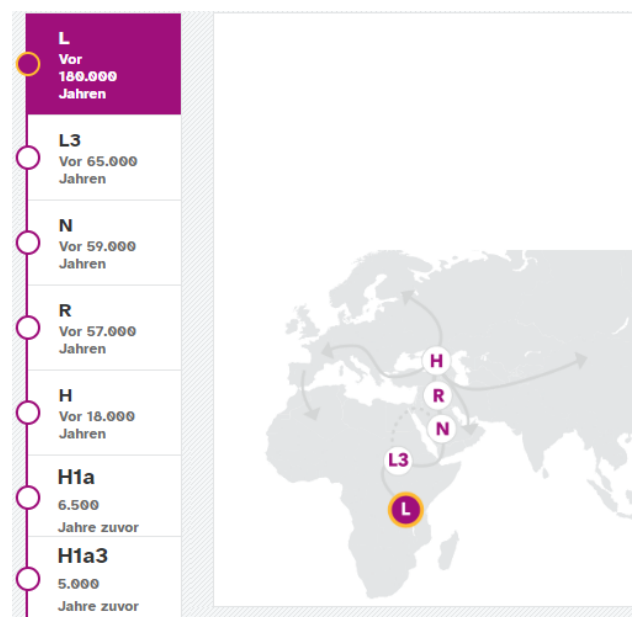 L
Vor
180.000
Jahren
L3
Vor 65.000
Jahren
N
Vor 59.000
Jahren
R
Vor 57.000
Jahren
H
Vor 18.000
Jahren
H1a
6.500
Jahre zuvor
H1a3
5.000
Jahre zuvor
H
R
N
L3
L